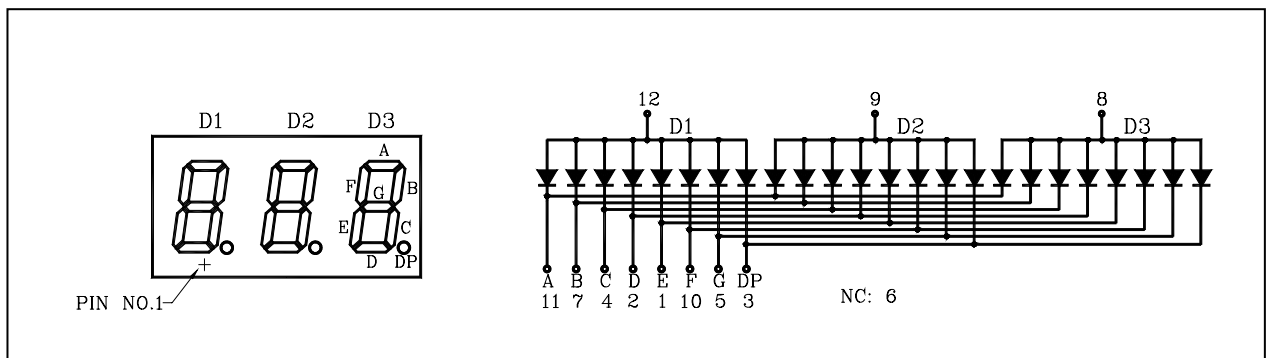 D1 D2 D3
A
F G B
E C
D DP
+
PIN NO.1
12 9 8
D1 D2 D3
A B C D E F G DP
11 7 4 2 1 10 5 3
NC: 6